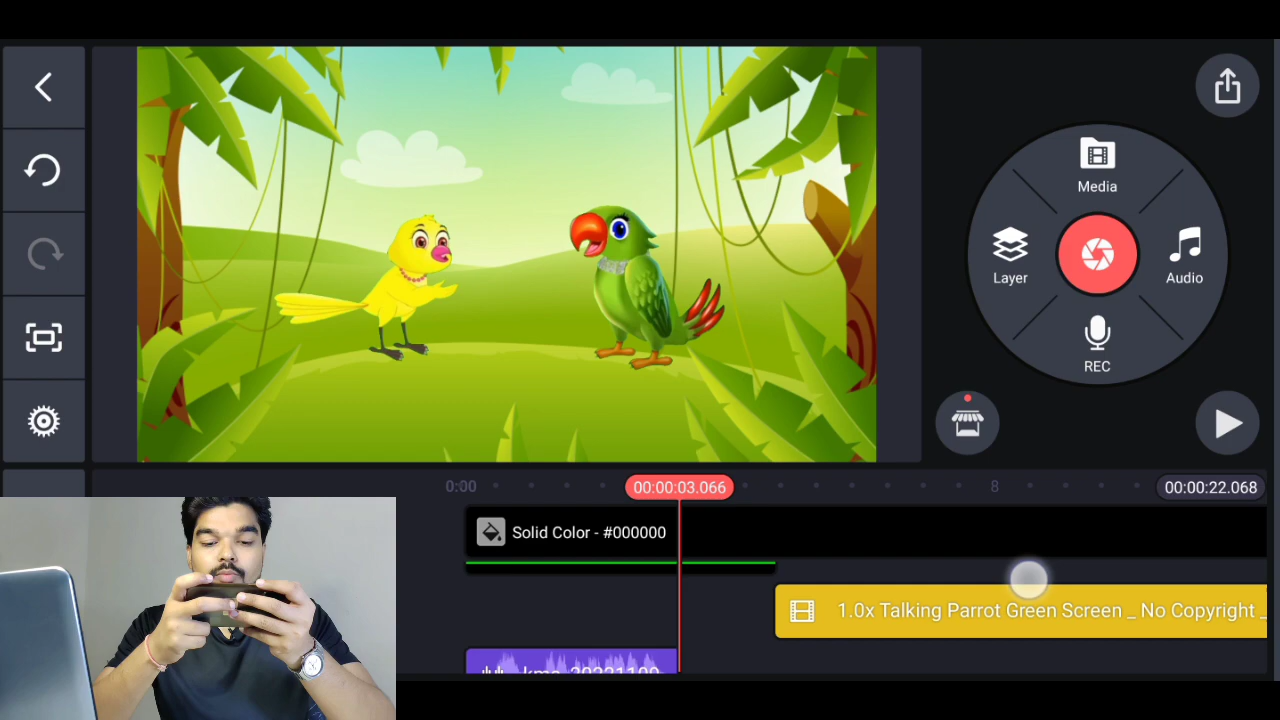 Media
Layer
Audio
REC
0:00
00:00:03.066
8
00:00:22.068
Solid Color - #000000
1.0x Talking Parrot Green Screen _ No Copyright _